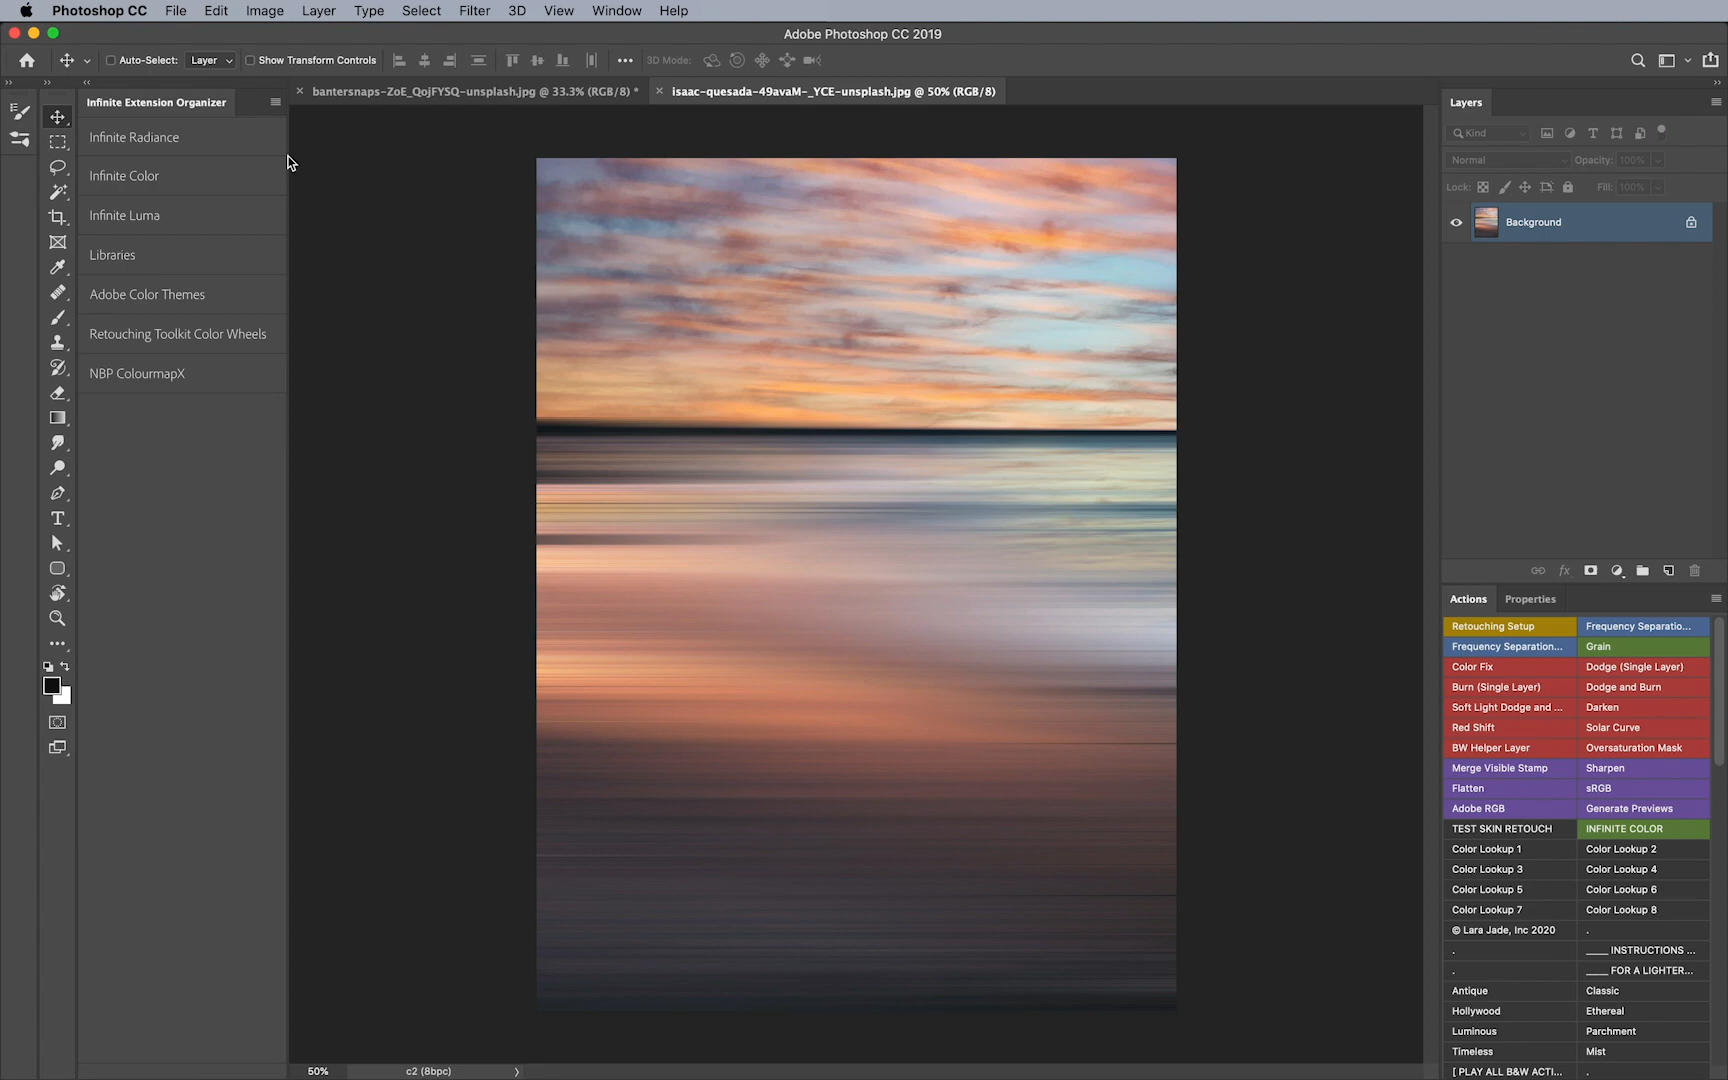 Photoshop CC File Edit Image Layer Type Select Filter 3D View Window Help
Adobe Photoshop CC 2019
Auto-Select: Layer Show Transform Controls 3D Mode:
Infinite Extension Organizer
bantersnaps-ZoE_QojFYSQ-unsplash.jpg @ 33.3% (RGB/8) *
isaac-quesada-49avaM-_YCE-unsplash.jpg @ 50% (RGB/8)
Infinite Radiance
Infinite Color
Infinite Luma
Libraries
Adobe Color Themes
Retouching Toolkit Color Wheels
NBP ColourmapX
50% c2 (8bpc)
Layers
Kind
Normal Opacity: 100%
Lock: Fill: 100%
Background
fx
Actions Properties
Retouching Setup Frequency Separatio...
Frequency Separation... Grain
Color Fix Dodge (Single Layer)
Burn (Single Layer) Dodge and Burn
Soft Light Dodge and ... Darken
Red Shift Solar Curve
BW Helper Layer Oversaturation Mask
Merge Visible Stamp Sharpen
Flatten sRGB
Adobe RGB Generate Previews
TEST SKIN RETOUCH INFINITE COLOR
Color Lookup 1 Color Lookup 2
Color Lookup 3 Color Lookup 4
Color Lookup 5 Color Lookup 6
Color Lookup 7 Color Lookup 8
© Lara Jade, Inc 2020 .
. ____ INSTRUCTIONS ...
. ____ FOR A LIGHTER...
Antique Classic
Hollywood Ethereal
Luminous Parchment
Timeless Mist
[ PLAY ALL B&W ACTI... .